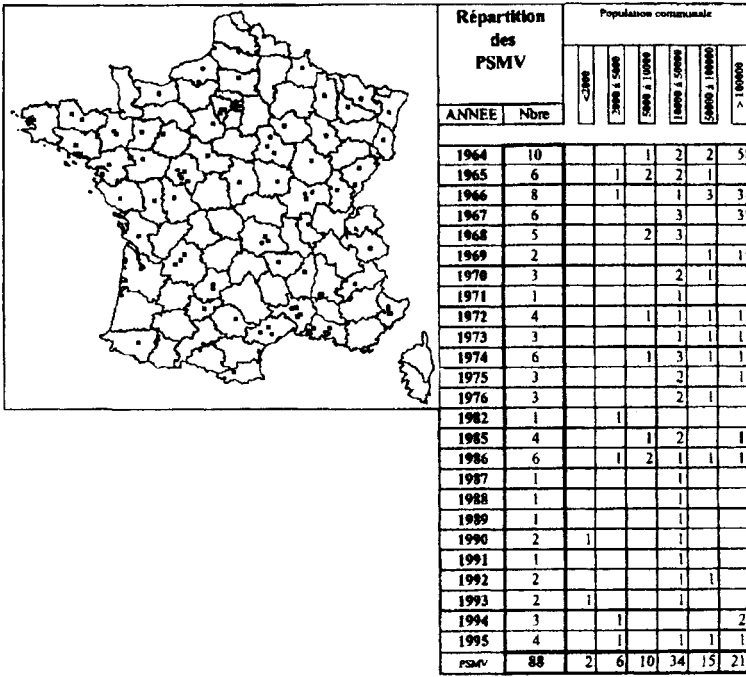 Répartition
des
PSMV
Population communale
<2000
2000 à 5000
5000 à 10000
10000 à 50000
50000 à 100000
> 100000
ANNEE Nbre
1964 10 1 2 2 5
1965 6 1 2 2 1
1966 8 1 1 3 3
1967 6 3 3
1968 5 2 3
1969 2 1 1
1970 3 2 1
1971 1 1
1972 4 1 1 1 1
1973 3 1 1 1
1974 6 1 3 1 1
1975 3 2 1
1976 3 2 1
1982 1 1
1985 4 1 2 1
1986 6 1 2 1 1 1
1987 1 1
1988 1 1
1989 1 1
1990 2 1 1
1991 1 1
1992 2 1 1
1993 2 1 1
1994 3 1 2
1995 4 1 1 1 1
PSMV 88 2 6 10 34 15 21